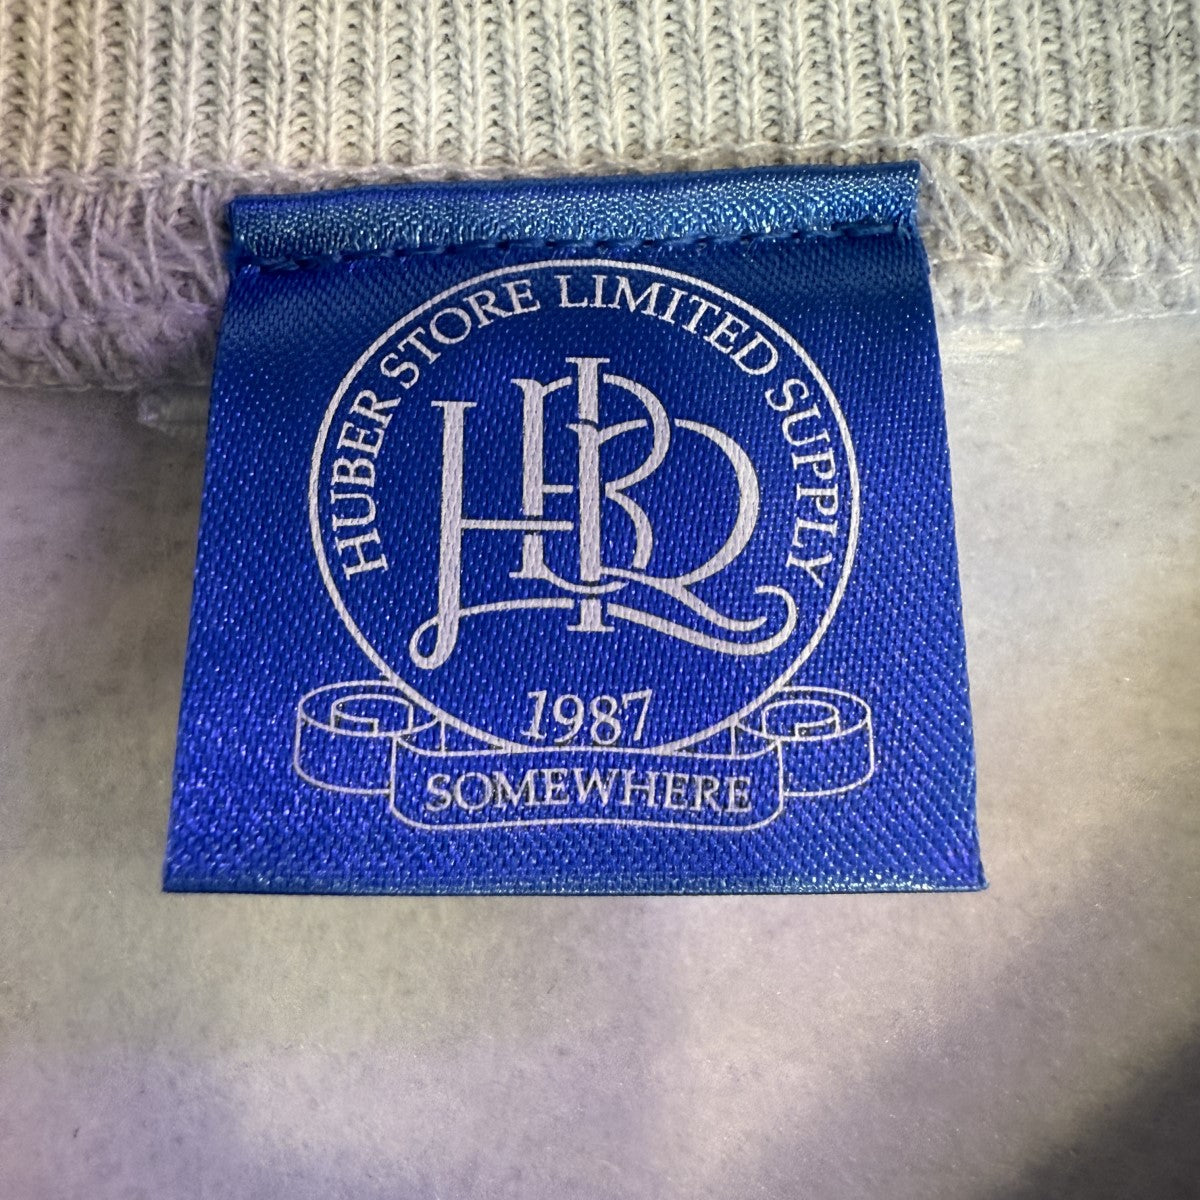 HUBER STORE LIMITED SUPPLY
HBR
1987
SOMEWHERE